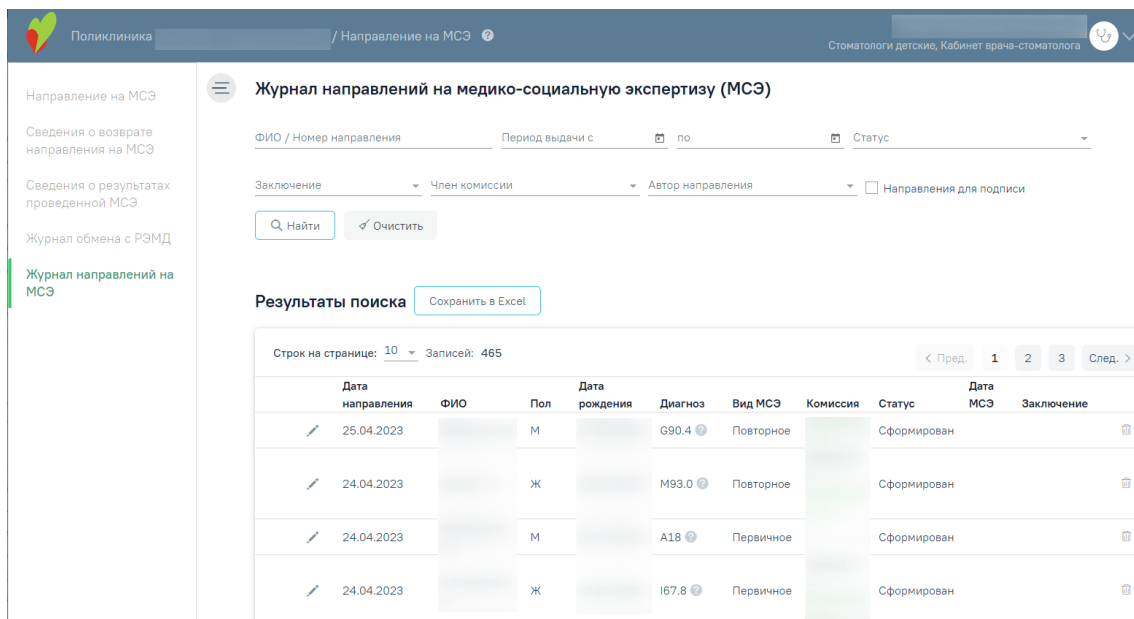 Поликлиника / Направление на МСЭ ?
Стоматологи детские, Кабинет врача-стоматолога
Направление на МСЭ
Сведения о возврате
направления на МСЭ
Сведения о результатах
проведенной МСЭ
Журнал обмена с РЭМД
Журнал направлений на
МСЭ
Журнал направлений на медико-социальную экспертизу (МСЭ)
ФИО / Номер направления Период выдачи с по Статус
Заключение Член комиссии Автор направления Направления для подписи
Найти Очистить
Результаты поиска Сохранить в Excel
Строк на странице: 10 Записей: 465 < Пред. 1 2 3 След. >
Дата направления ФИО Пол Дата рождения Диагноз Вид МСЭ Комиссия Статус Дата МСЭ Заключение
25.04.2023 М G90.4 ? Повторное Сформирован
24.04.2023 Ж M93.0 ? Повторное Сформирован
24.04.2023 М A18 ? Первичное Сформирован
24.04.2023 Ж I67.8 ? Первичное Сформирован